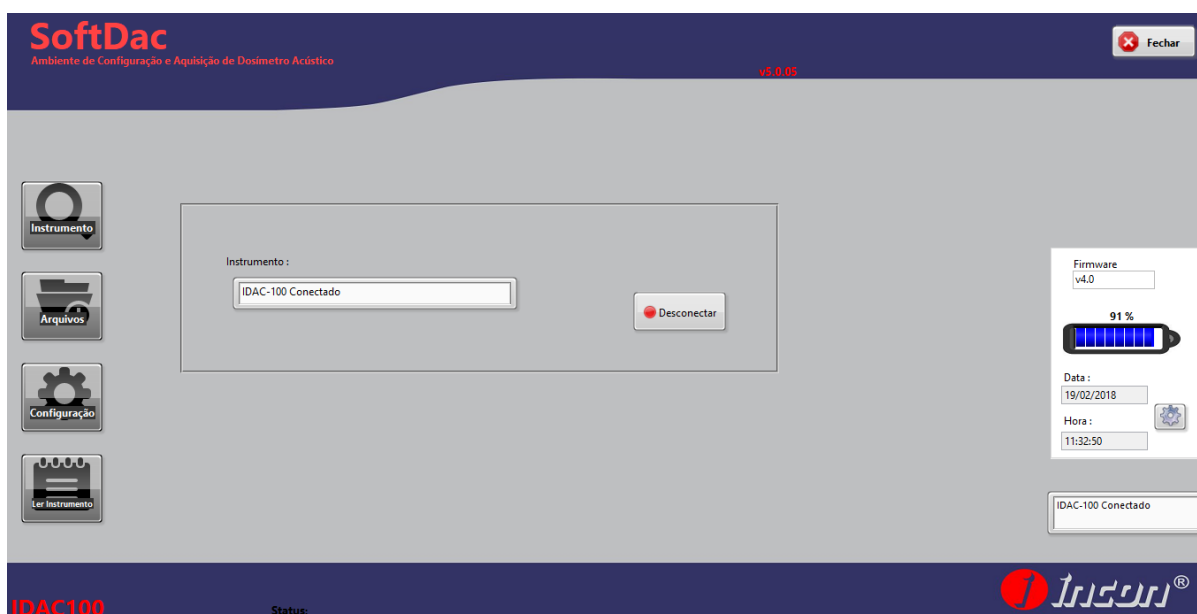 SoftDac
Ambiente de Configuração e Aquisição de Dosímetro Acústico
v5.0.05
Fechar
Instrumento
Arquivos
Configuração
Ler Instrumento
Instrumento :
IDAC-100 Conectado
Desconectar
Firmware
v4.0
91 %
Data :
19/02/2018
Hora :
11:32:50
IDAC-100 Conectado
IDAC100
Status:
Incon®